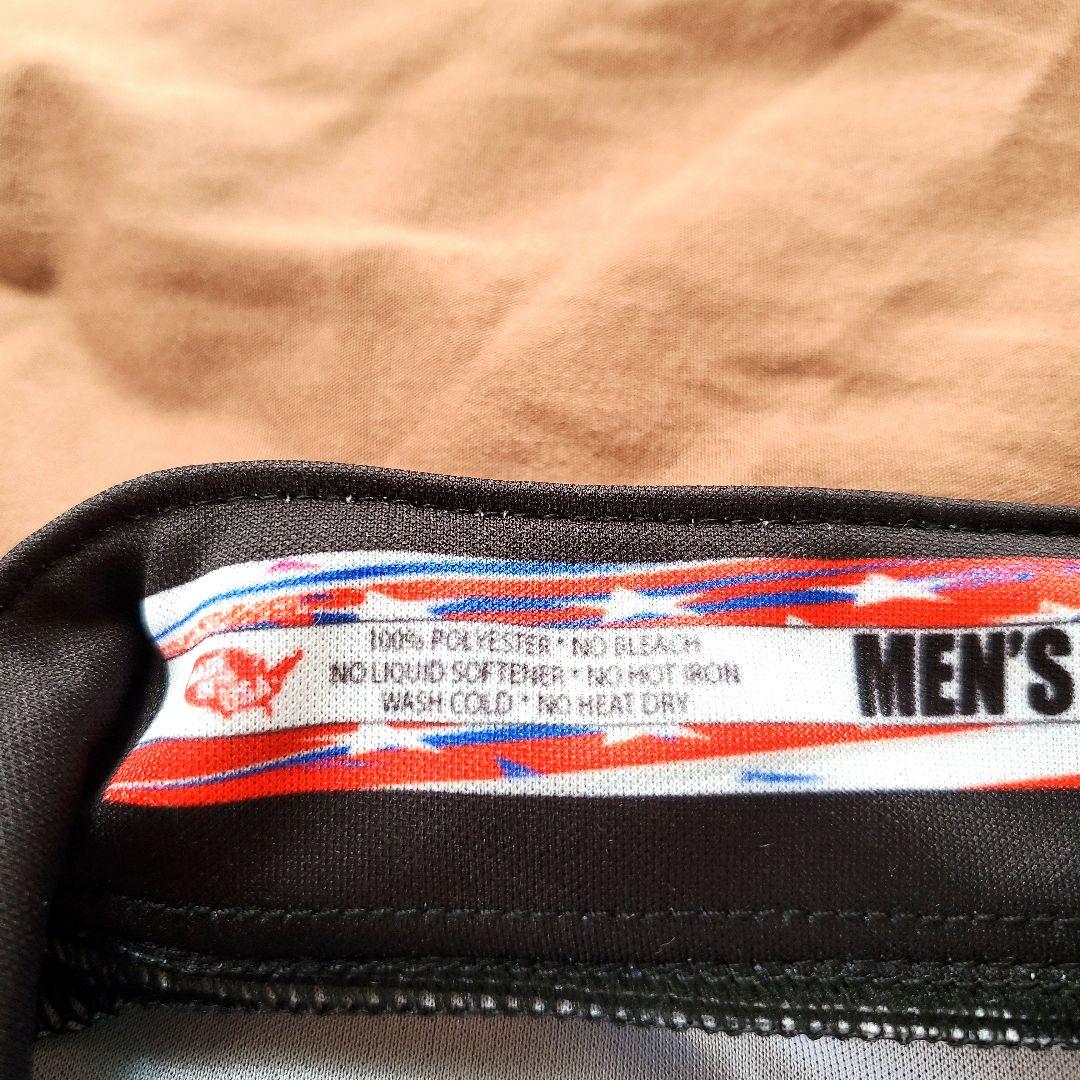 100% POLYESTER * NO BLEACH
NO LIQUID SOFTENER * NO HOT IRON
WASH COLD * NO HEAT DRY
MEN'S